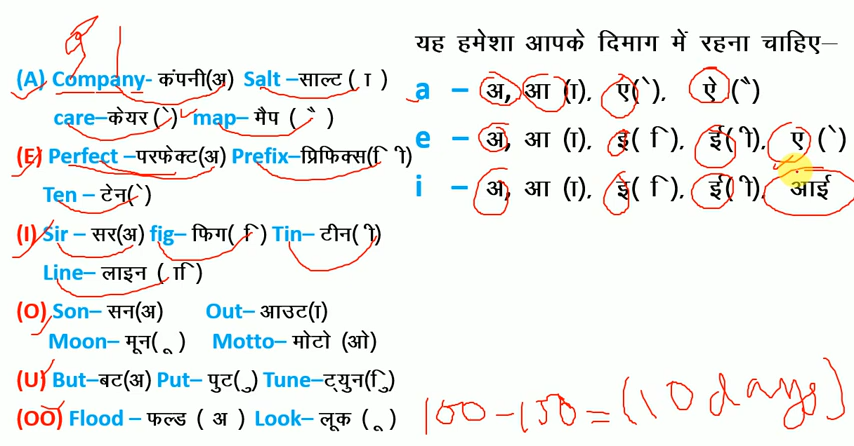 (A) Company- कंपनी(अ) Salt –साल्ट ( ा )
care–केयर (े) map– मैप ( ै )
(E) Perfect –परफेक्ट(अ) Prefix–प्रिफिक्स(ि ी)
Ten – टेन(े)
(I) Sir – सर(अ) fig– फिग( ि) Tin – टीन( ी)
Line– लाइन ( ाि)
(O) Son– सन(अ) Out– आउट(ा)
Moon– मून( ू ) Motto– मोटो (ओ)
(U) But–बट(अ) Put– पुट(ु) Tune–ट्युन(िु)
(OO) Flood – फल्ड ( अ ) Look– लूक ( ू )
यह हमेशा आपके दिमाग में रहना चाहिए–
a – अ, आ (ा), ए(े), ऐ (ै)
e – अ, आ (ा), इ( ि), ई( ी), ए ( े)
i – अ, आ (ा), इ( ि), ई( ी), आई
100 – 150 = (10 days)